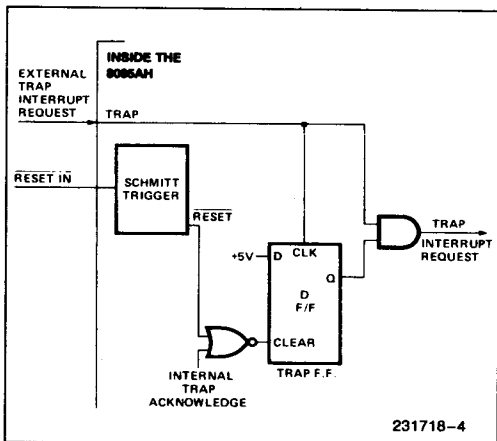 INSIDE THE
8085AH
EXTERNAL
TRAP
INTERRUPT
REQUEST
TRAP
RESET IN
SCHMITT
TRIGGER
RESET
+5V
D
CLK
Q
D
F/F
CLEAR
TRAP F.F.
INTERNAL
TRAP
ACKNOWLEDGE
TRAP
INTERRUPT
REQUEST
231718-4